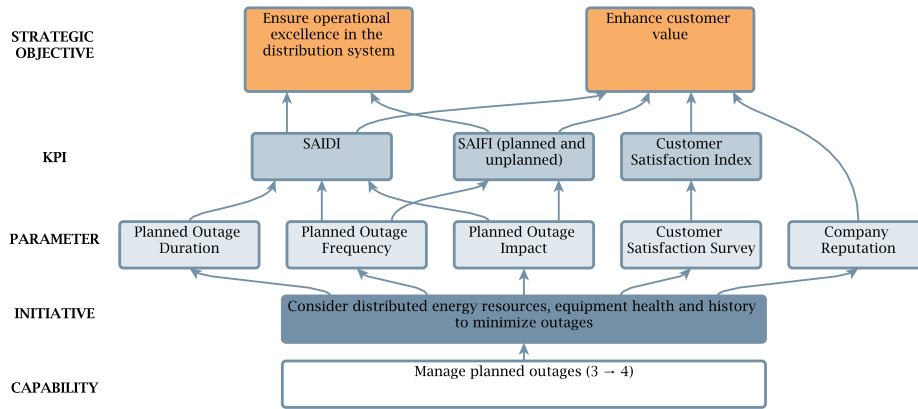 STRATEGIC
OBJECTIVE
Ensure operational
excellence in the
distribution system
Enhance customer
value
KPI
SAIDI
SAIFI (planned and
unplanned)
Customer
Satisfaction Index
PARAMETER
Planned Outage
Duration
Planned Outage
Frequency
Planned Outage
Impact
Customer
Satisfaction Survey
Company
Reputation
INITIATIVE
Consider distributed energy resources, equipment health and history
to minimize outages
CAPABILITY
Manage planned outages (3 → 4)